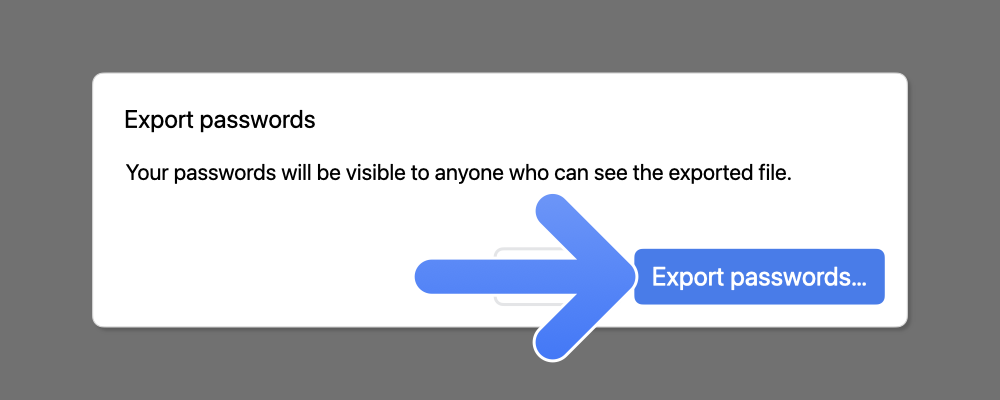 Export passwords
Your passwords will be visible to anyone who can see the exported file.
Export passwords...